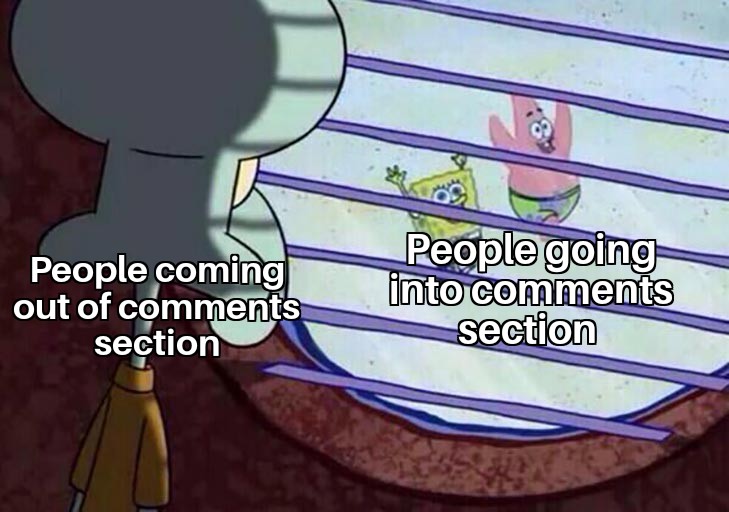 People coming
out of comments
section
People going
into comments
section